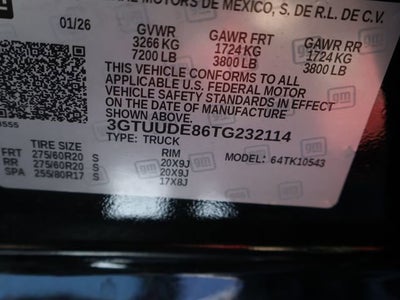 MOTORS DE MEXICO, S. DE R.L. DE C.V.
01/26 GVWR GAWR FRT GAWR RR
3266 KG 1724 KG 1724 KG
7200 LB 3800 LB 3800 LB
THIS VEHICLE CONFORMS TO ALL
APPLICABLE U.S. FEDERAL MOTOR
VEHICLE SAFETY STANDARDS IN EFFECT
ON THE DATE OF MANUFACTURE
SHOWN ABOVE.
3GTUUDE86TG232114
TYPE: TRUCK
TIRE SIZE RIM MODEL: 64TK10543
FRT 275/60R20 S 20X9J
RR 275/60R20 S 20X9J
SPA 255/80R17 S 17X8J
gm